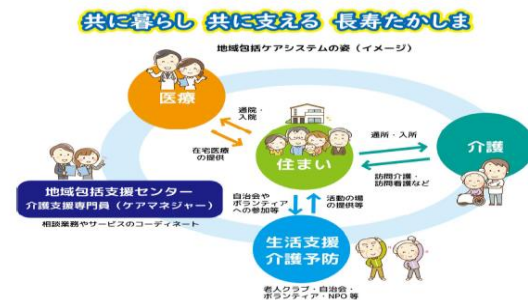 共に暮らし 共に支える 長寿たかしま
地域包括ケアシステムの姿（イメージ）
医療
通院・
入院
在宅医療
の提供
住まい
通所・入所
訪問介護・
訪問看護など
介護
地域包括支援センター
介護支援専門員（ケアマネジャー）
相談業務やサービスのコーディネート
自治会や
ボランティア
への参加等
活動の場
の提供等
生活支援
介護予防
老人クラブ・自治会・
ボランティア・NPO 等